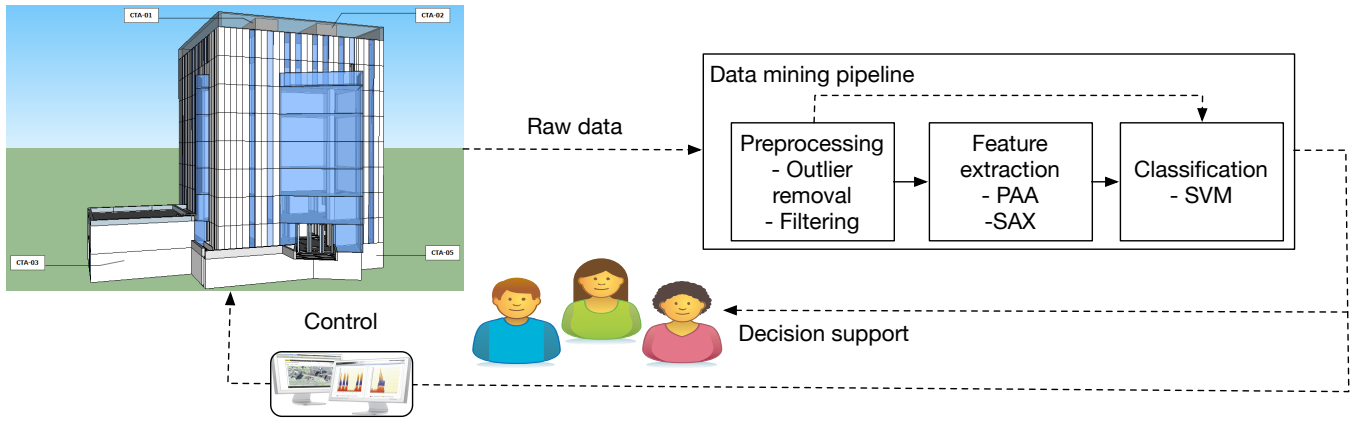 CTA-01
CTA-02
CTA-03
CTA-05
Raw data
Data mining pipeline
Preprocessing
- Outlier
removal
- Filtering
Feature
extraction
- PAA
-SAX
Classification
- SVM
Control
Decision support